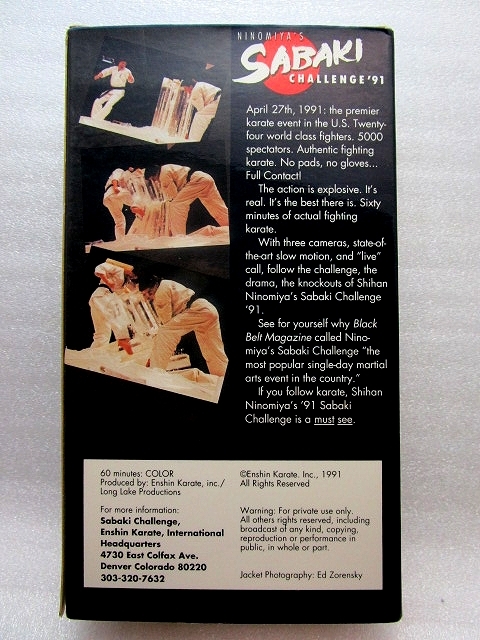 NINOMIYA'S
SABAKI
CHALLENGE '91
April 27th, 1991: the premier
karate event in the U.S. Twenty-
four world class fighters. 5000
spectators. Authentic fighting
karate. No pads, no gloves...
Full Contact!
The action is explosive. It's
real. It's the best there is. Sixty
minutes of actual fighting
karate.
With three cameras, state-of-
the-art slow motion, and "live"
call, follow the challenge, the
drama, the knockouts of Shihan
Ninomiya's Sabaki Challenge
'91.
See for yourself why Black
Belt Magazine called Nino-
miya's Sabaki Challenge "the
most popular single-day martial
arts event in the country."
If you follow karate, Shihan
Ninomiya's '91 Sabaki
Challenge is a must see.
60 minutes: COLOR
Produced by: Enshin Karate, inc./
Long Lake Productions
For more information:
Sabaki Challenge,
Enshin Karate, International
Headquarters
4730 East Colfax Ave.
Denver Colorado 80220
303-320-7632
©Enshin Karate. Inc., 1991
All Rights Reserved
Warning: For private use only.
All others rights reserved, including
broadcast of any kind, copying,
reproduction or performance in
public, in whole or part.
Jacket Photography: Ed Zorensky